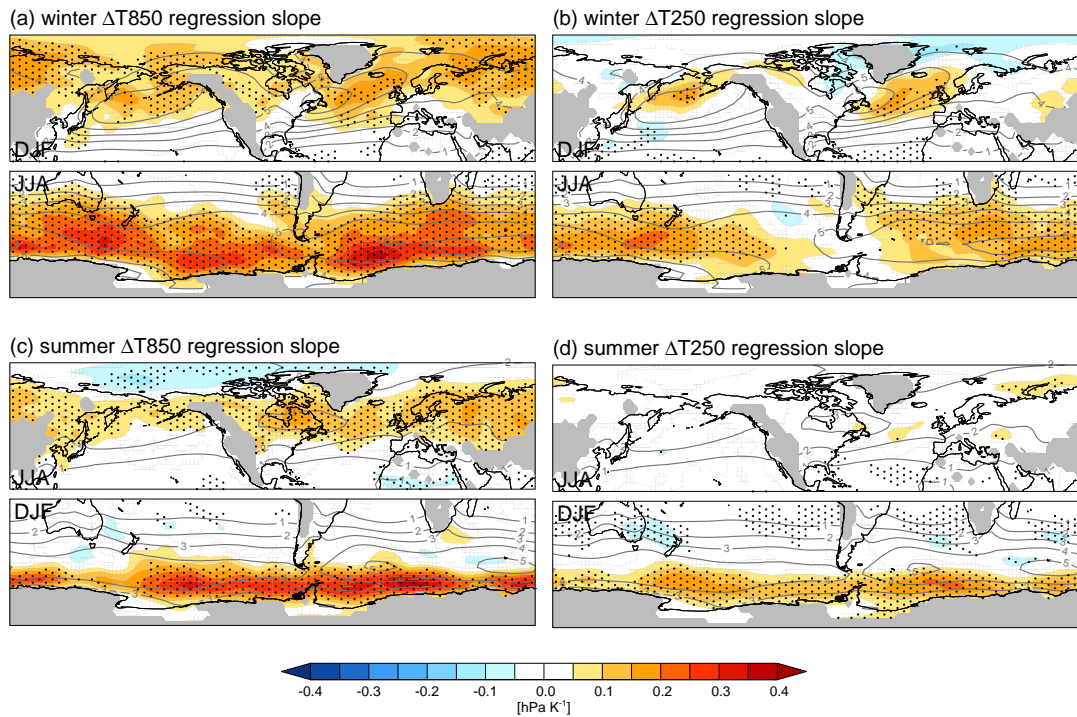 (a) winter ΔT850 regression slope
(b) winter ΔT250 regression slope
DJF
DJF
JJA
JJA
(c) summer ΔT850 regression slope
(d) summer ΔT250 regression slope
JJA
JJA
DJF
DJF
-0.4 -0.3 -0.2 -0.1 0.0 0.1 0.2 0.3 0.4
[hPa K⁻¹]